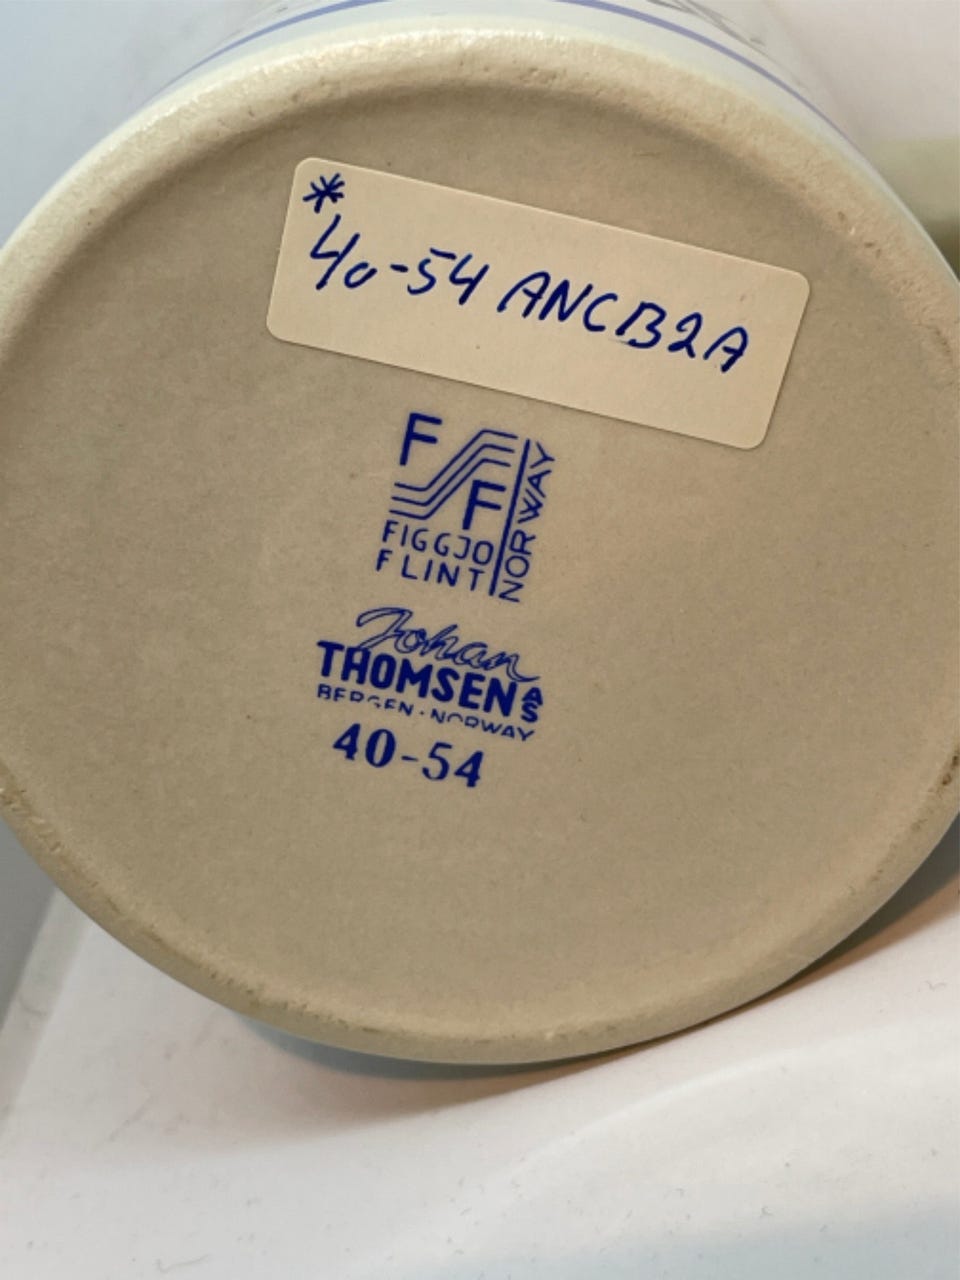 *
40-54 ANCB2A
F
F
FIGGJO
FLINT
NORWAY
Johan
THOMSEN AS
BERGEN · NORWAY
40-54